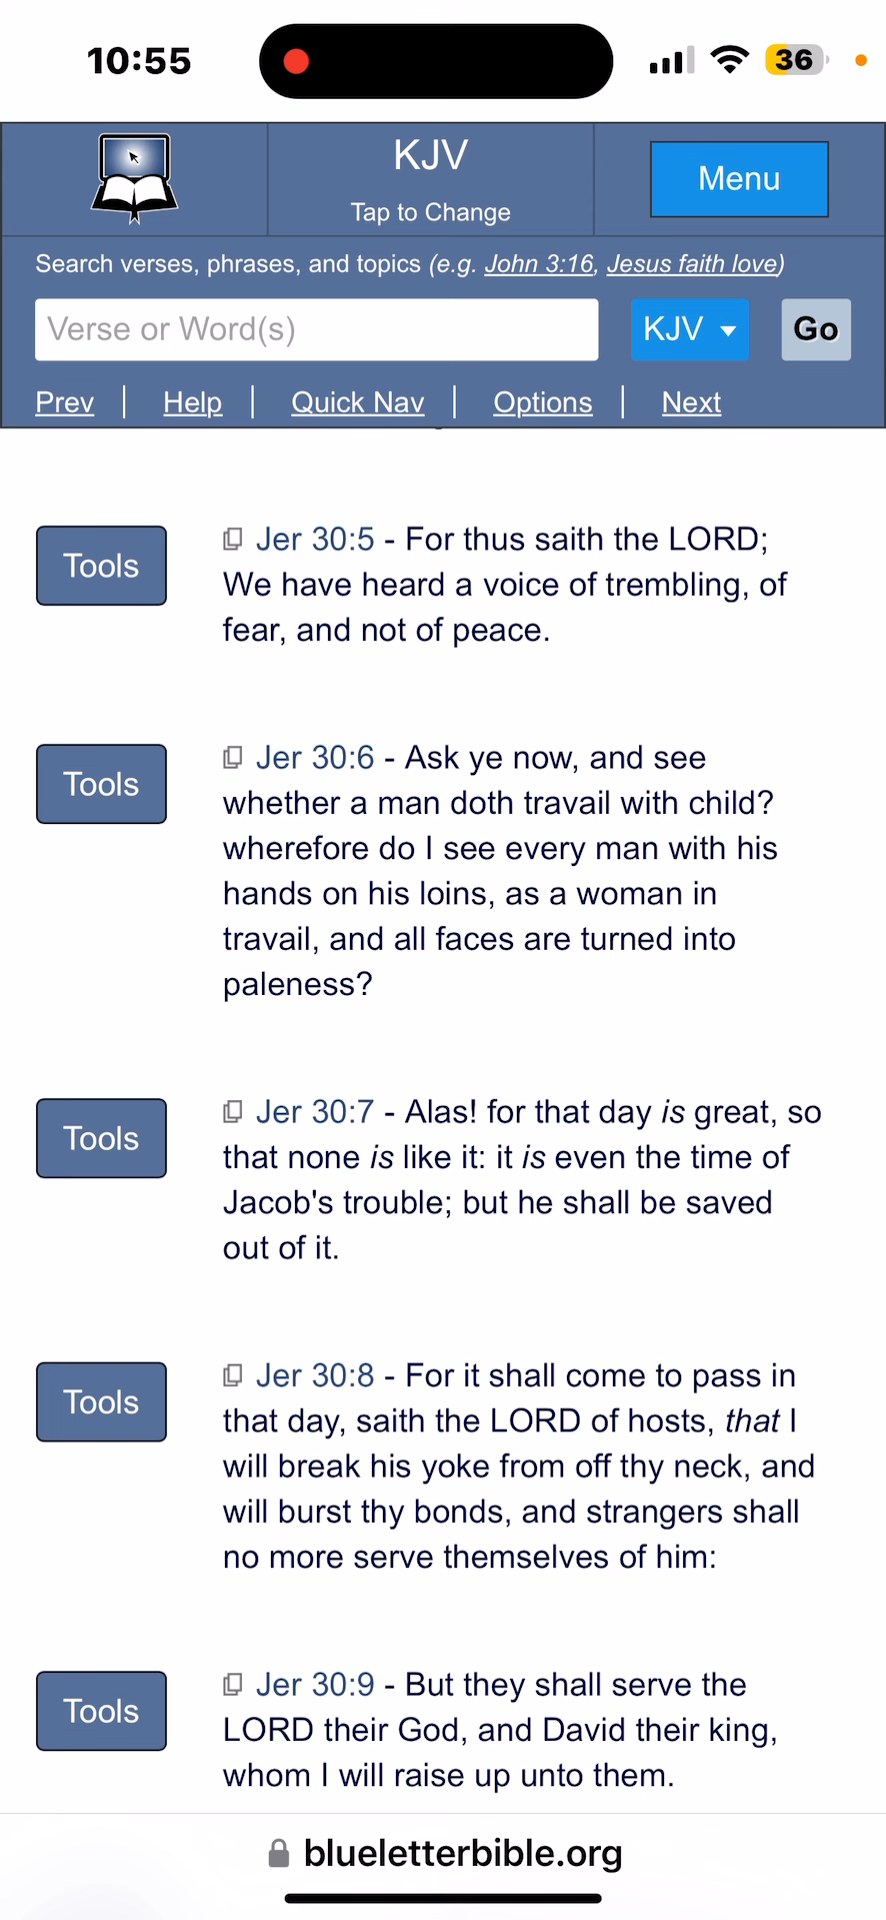 10:55
36
KJV
Tap to Change
Menu
Search verses, phrases, and topics (e.g. John 3:16, Jesus faith love)
Verse or Word(s)
KJV
Go
Prev | Help | Quick Nav | Options | Next
Tools
Jer 30:5 - For thus saith the LORD;
We have heard a voice of trembling, of
fear, and not of peace.
Tools
Jer 30:6 - Ask ye now, and see
whether a man doth travail with child?
wherefore do I see every man with his
hands on his loins, as a woman in
travail, and all faces are turned into
paleness?
Tools
Jer 30:7 - Alas! for that day is great, so
that none is like it: it is even the time of
Jacob's trouble; but he shall be saved
out of it.
Tools
Jer 30:8 - For it shall come to pass in
that day, saith the LORD of hosts, that I
will break his yoke from off thy neck, and
will burst thy bonds, and strangers shall
no more serve themselves of him:
Tools
Jer 30:9 - But they shall serve the
LORD their God, and David their king,
whom I will raise up unto them.
blueletterbible.org